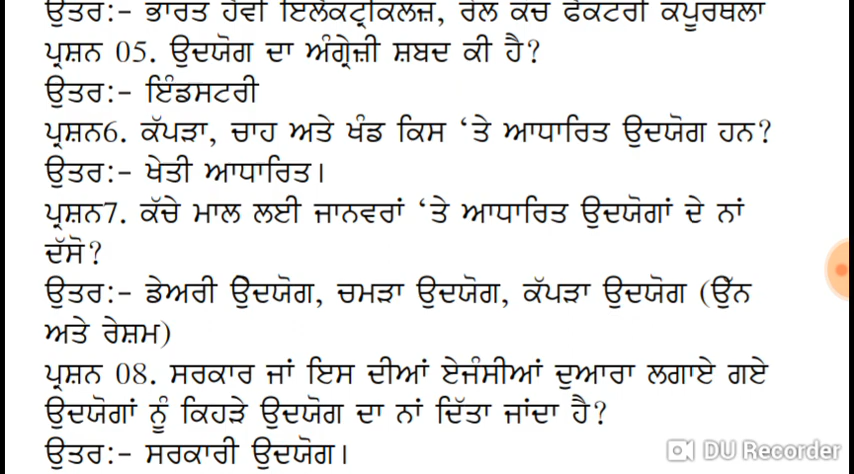 ਉਤਰ:- ਭਾਰਤ ਹੈਵੀ ਇਲੈਕਟ੍ਰੀਕਲਜ਼, ਰੇਲ ਕੋਚ ਫੈਕਟਰੀ ਕਪੂਰਥਲਾ
ਪ੍ਰਸ਼ਨ 05. ਉਦਯੋਗ ਦਾ ਅੰਗ੍ਰੇਜ਼ੀ ਸ਼ਬਦ ਕੀ ਹੈ?
ਉਤਰ:- ਇੰਡਸਟਰੀ
ਪ੍ਰਸ਼ਨ6. ਕੱਪੜਾ, ਚਾਹ ਅਤੇ ਖੰਡ ਕਿਸ ‘ਤੇ ਆਧਾਰਿਤ ਉਦਯੋਗ ਹਨ?
ਉਤਰ:- ਖੇਤੀ ਆਧਾਰਿਤ।
ਪ੍ਰਸ਼ਨ7. ਕੱਚੇ ਮਾਲ ਲਈ ਜਾਨਵਰਾਂ ‘ਤੇ ਆਧਾਰਿਤ ਉਦਯੋਗਾਂ ਦੇ ਨਾਂ
ਦੱਸੋ?
ਉਤਰ:- ਡੇਅਰੀ ਉਦਯੋਗ, ਚਮੜਾ ਉਦਯੋਗ, ਕੱਪੜਾ ਉਦਯੋਗ (ਉੱਨ
ਅਤੇ ਰੇਸ਼ਮ)
ਪ੍ਰਸ਼ਨ 08. ਸਰਕਾਰ ਜਾਂ ਇਸ ਦੀਆਂ ਏਜੰਸੀਆਂ ਦੁਆਰਾ ਲਗਾਏ ਗਏ
ਉਦਯੋਗਾਂ ਨੂੰ ਕਿਹੜੇ ਉਦਯੋਗ ਦਾ ਨਾਂ ਦਿੱਤਾ ਜਾਂਦਾ ਹੈ?
ਉਤਰ:- ਸਰਕਾਰੀ ਉਦਯੋਗ।
DU Recorder